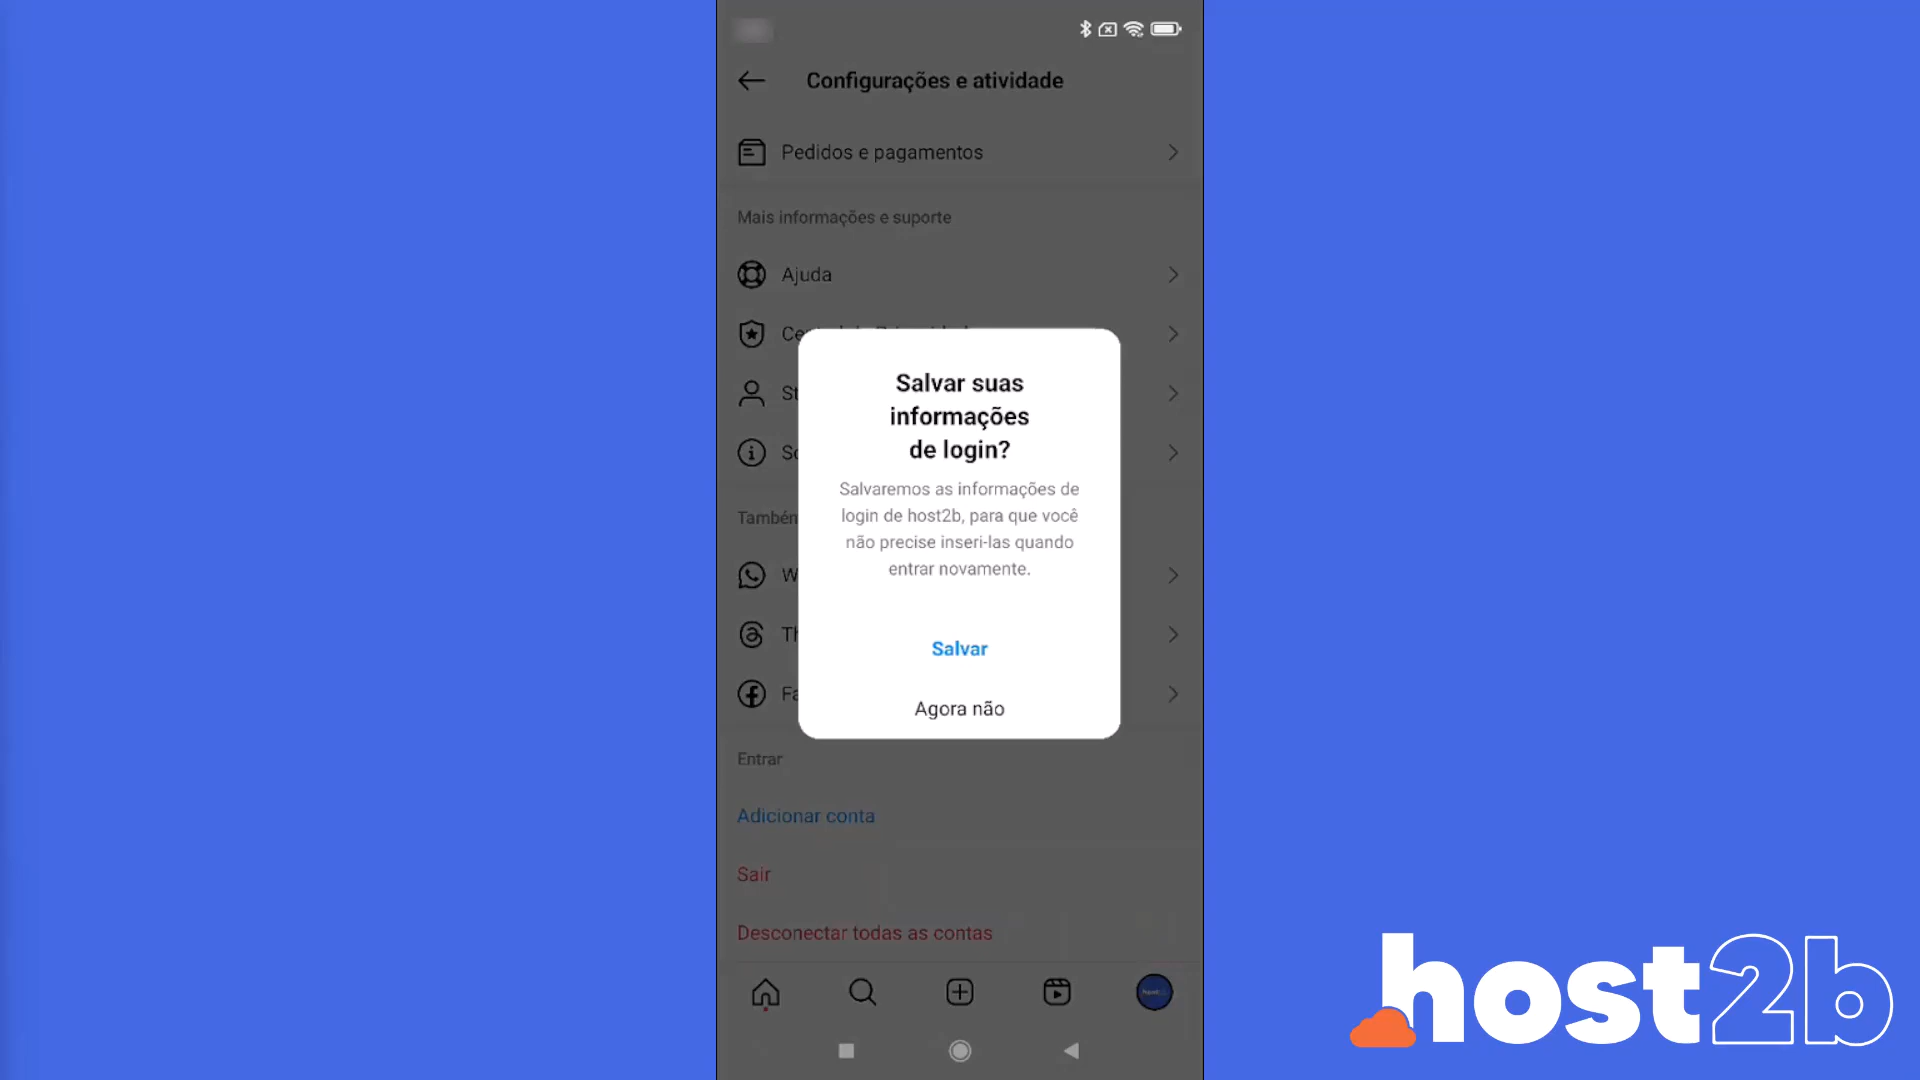 Configurações e atividade
Pedidos e pagamentos
Mais informações e suporte
Ajuda
Salvar suas
informações
de login?
Salvaremos as informações de
login de host2b, para que você
não precise inseri-las quando
entrar novamente.
Salvar
Agora não
Entrar
Adicionar conta
Sair
Desconectar todas as contas
host2b